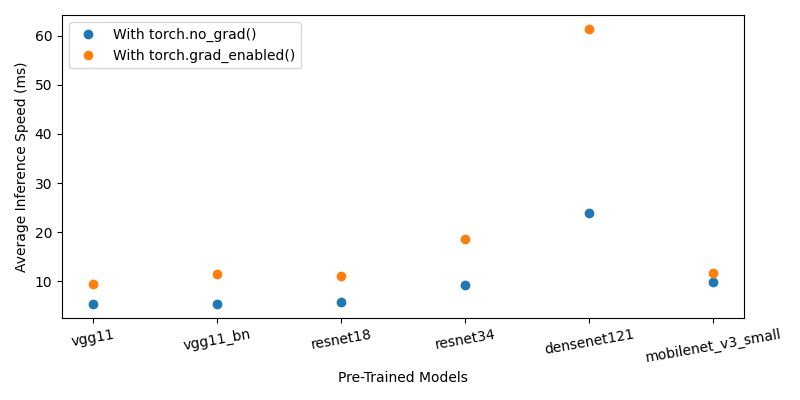 With torch.no_grad()
With torch.grad_enabled()
Average Inference Speed (ms)
60
50
40
30
20
10
vgg11
vgg11_bn
resnet18
resnet34
densenet121
mobilenet_v3_small
Pre-Trained Models